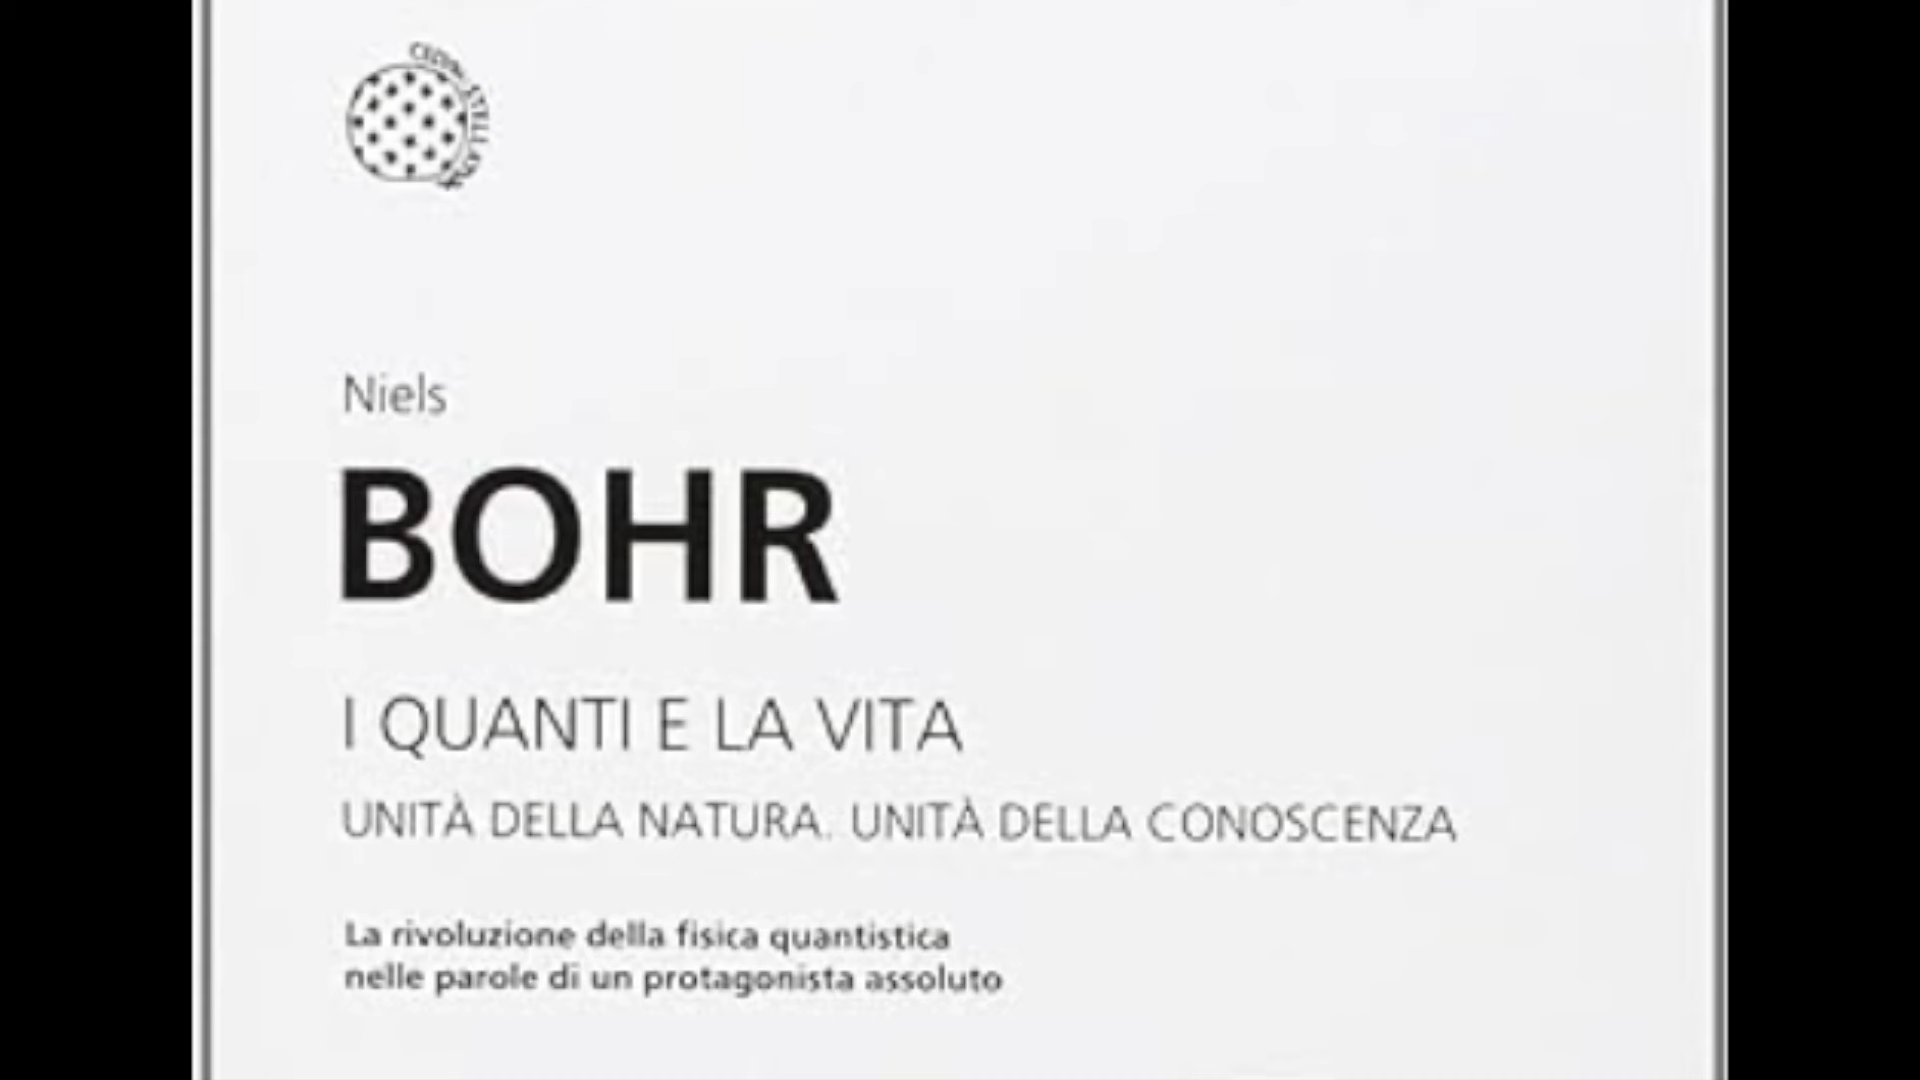 Niels
BOHR
I QUANTI E LA VITA
UNITÀ DELLA NATURA. UNITÀ DELLA CONOSCENZA
La rivoluzione della fisica quantistica
nelle parole di un protagonista assoluto